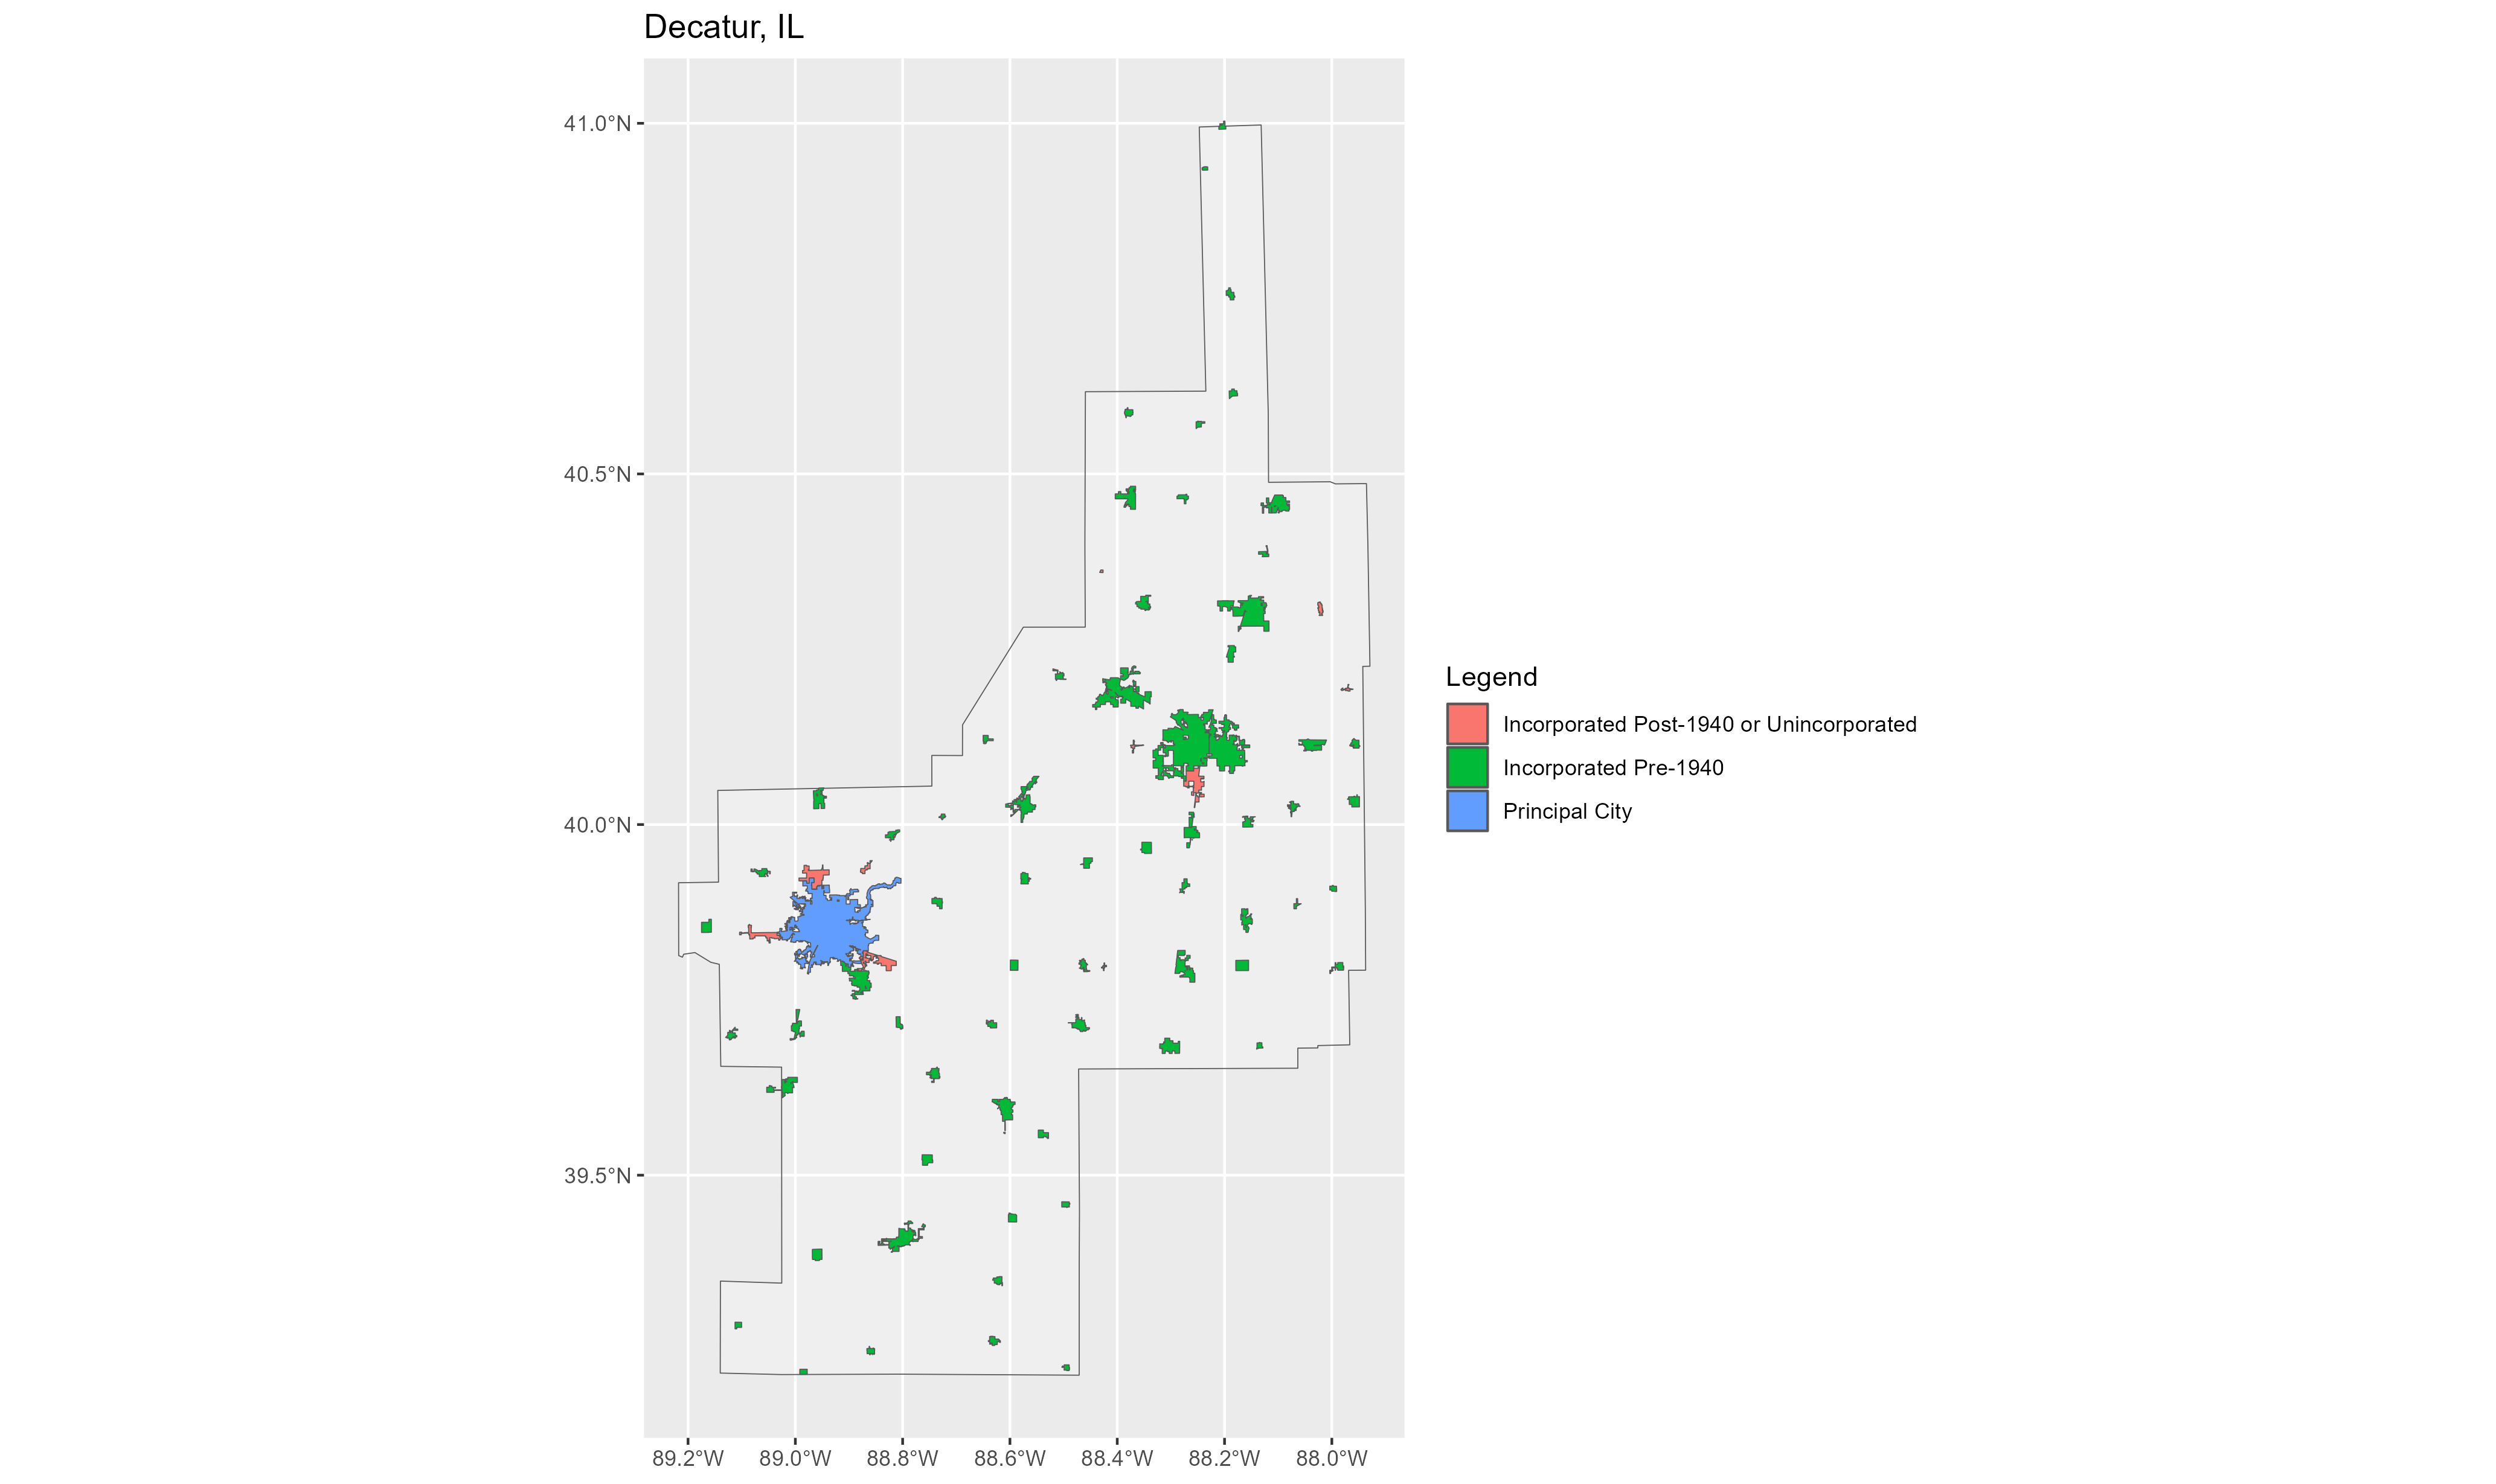 Decatur, IL
41.0°N
40.5°N
40.0°N
39.5°N
89.2°W 89.0°W 88.8°W 88.6°W 88.4°W 88.2°W 88.0°W
Legend
Incorporated Post-1940 or Unincorporated
Incorporated Pre-1940
Principal City